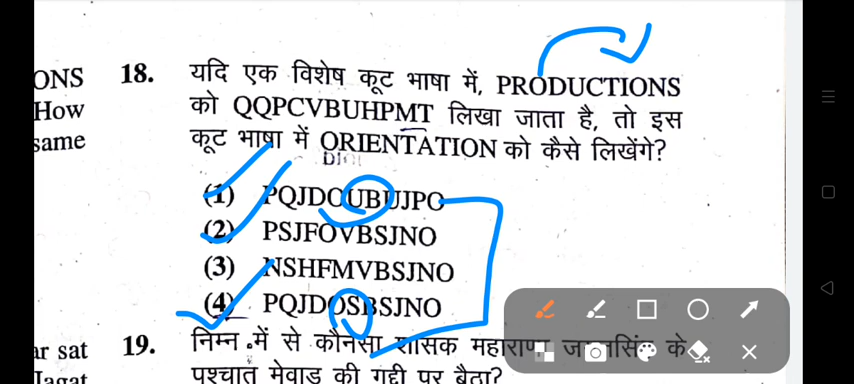 ONS
How
same
18. यदि एक विशेष कूट भाषा में, PRODUCTIONS
को QQPCVBUHPMT लिखा जाता है, तो इस
कूट भाषा में ORIENTATION को कैसे लिखेंगे?
(1) PQJDOUBUJPO
(2) PSJFOVBSJNO
(3) NSHFMVBSJNO
(4) PQJDOSBSJNO
ar sat
19. निम्न में से कौनसा शासक महाराणा के
Jagat
पश्चात् मेवाड़ की गद्दी पर बैठा?